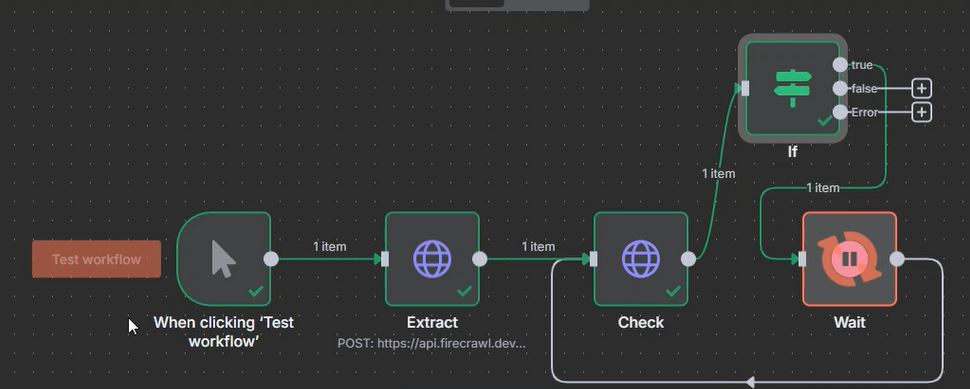 true
false
Error
If
1 item
1 item
Test workflow
1 item
1 item
When clicking ‘Test
workflow’
Extract
Check
Wait
POST: https://api.firecrawl.dev...